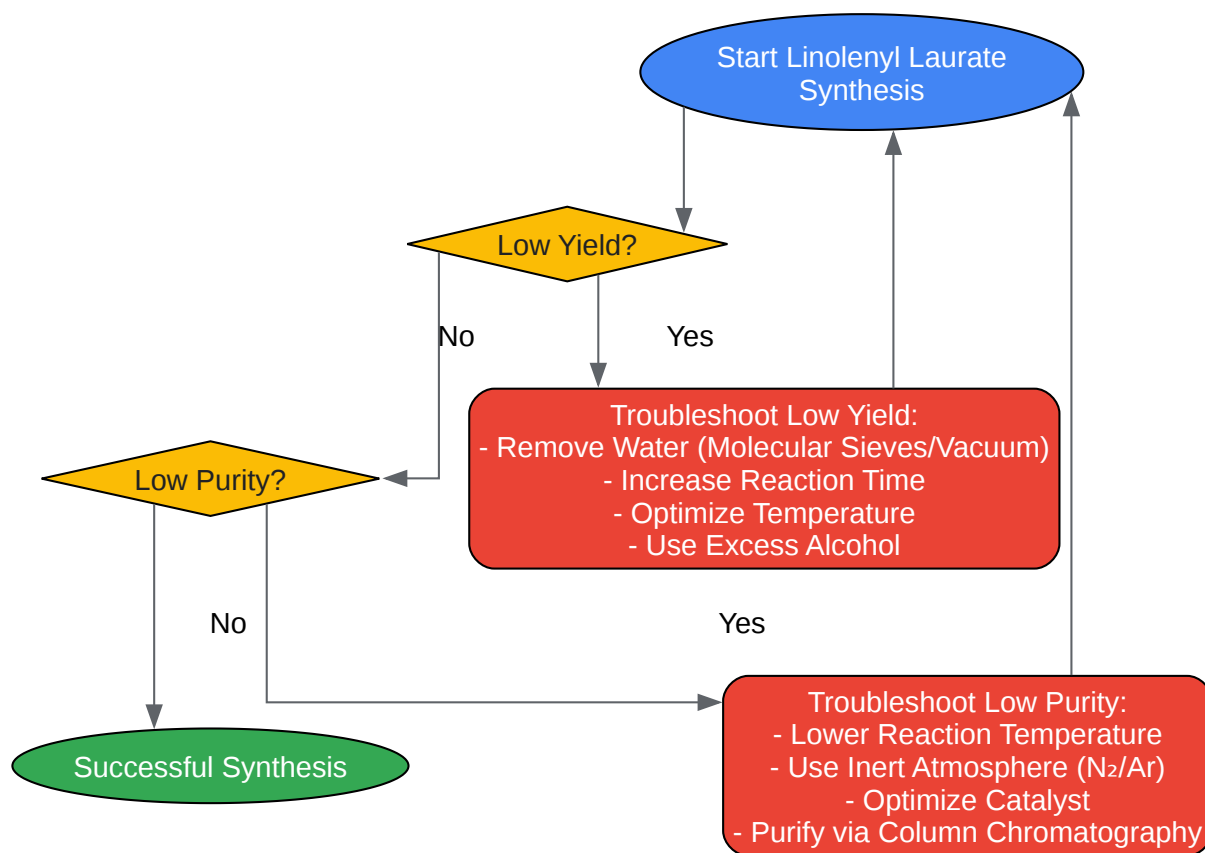 Start Linolenyl Laurate
Synthesis
Low Yield?
No
Yes
Troubleshoot Low Yield:
- Remove Water (Molecular Sieves/Vacuum)
- Increase Reaction Time
- Optimize Temperature
- Use Excess Alcohol
Low Purity?
No
Yes
Successful Synthesis
Troubleshoot Low Purity:
- Lower Reaction Temperature
- Use Inert Atmosphere (N₂/Ar)
- Optimize Catalyst
- Purify via Column Chromatography